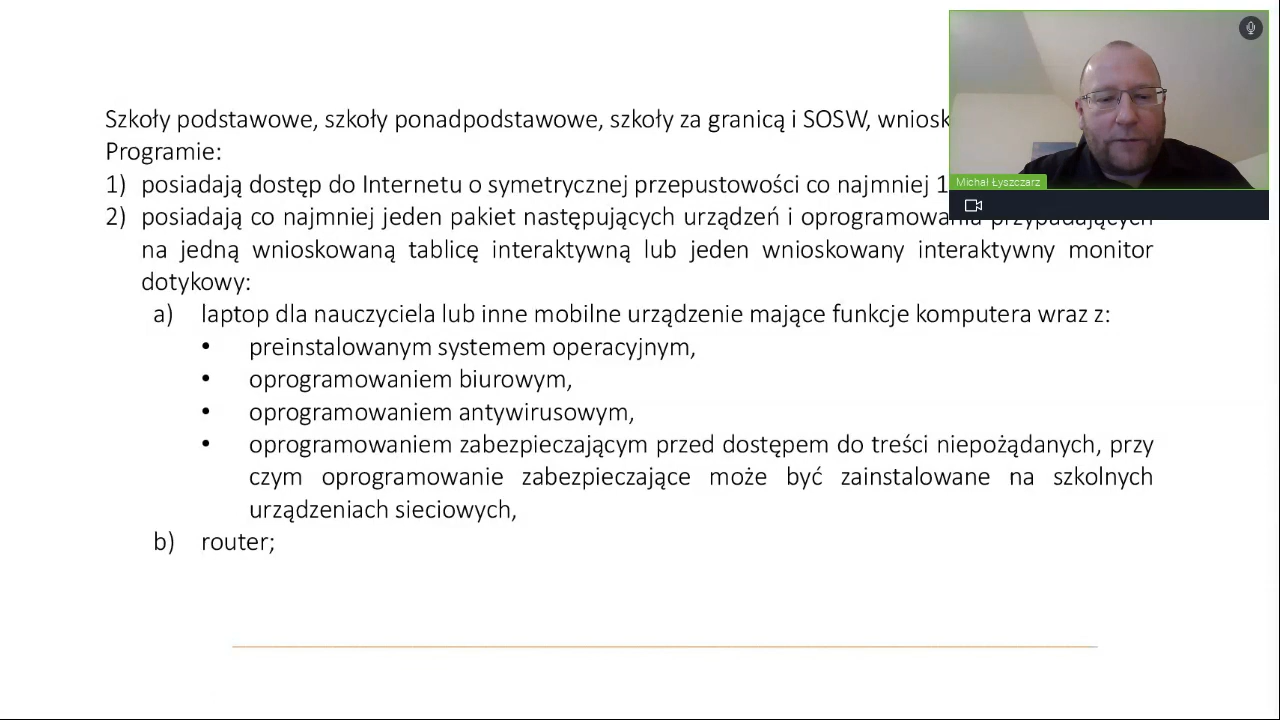 Szkoły podstawowe, szkoły ponadpodstawowe, szkoły za granicą i SOSW,
Programie:
1) posiadają dostęp do Internetu o symetrycznej przepustowości co najmniej
2) posiadają co najmniej jeden pakiet następujących urządzeń i oprogramowania przypadających
na jedną wnioskowaną tablicę interaktywną lub jeden wnioskowany interaktywny monitor
dotykowy:
a) laptop dla nauczyciela lub inne mobilne urządzenie mające funkcje komputera wraz z:
• preinstalowanym systemem operacyjnym,
• oprogramowaniem biurowym,
• oprogramowaniem antywirusowym,
• oprogramowaniem zabezpieczającym przed dostępem do treści niepożądanych, przy
czym oprogramowanie zabezpieczające może być zainstalowane na szkolnych
urządzeniach sieciowych,
b) router;
Michał Łyszczarz